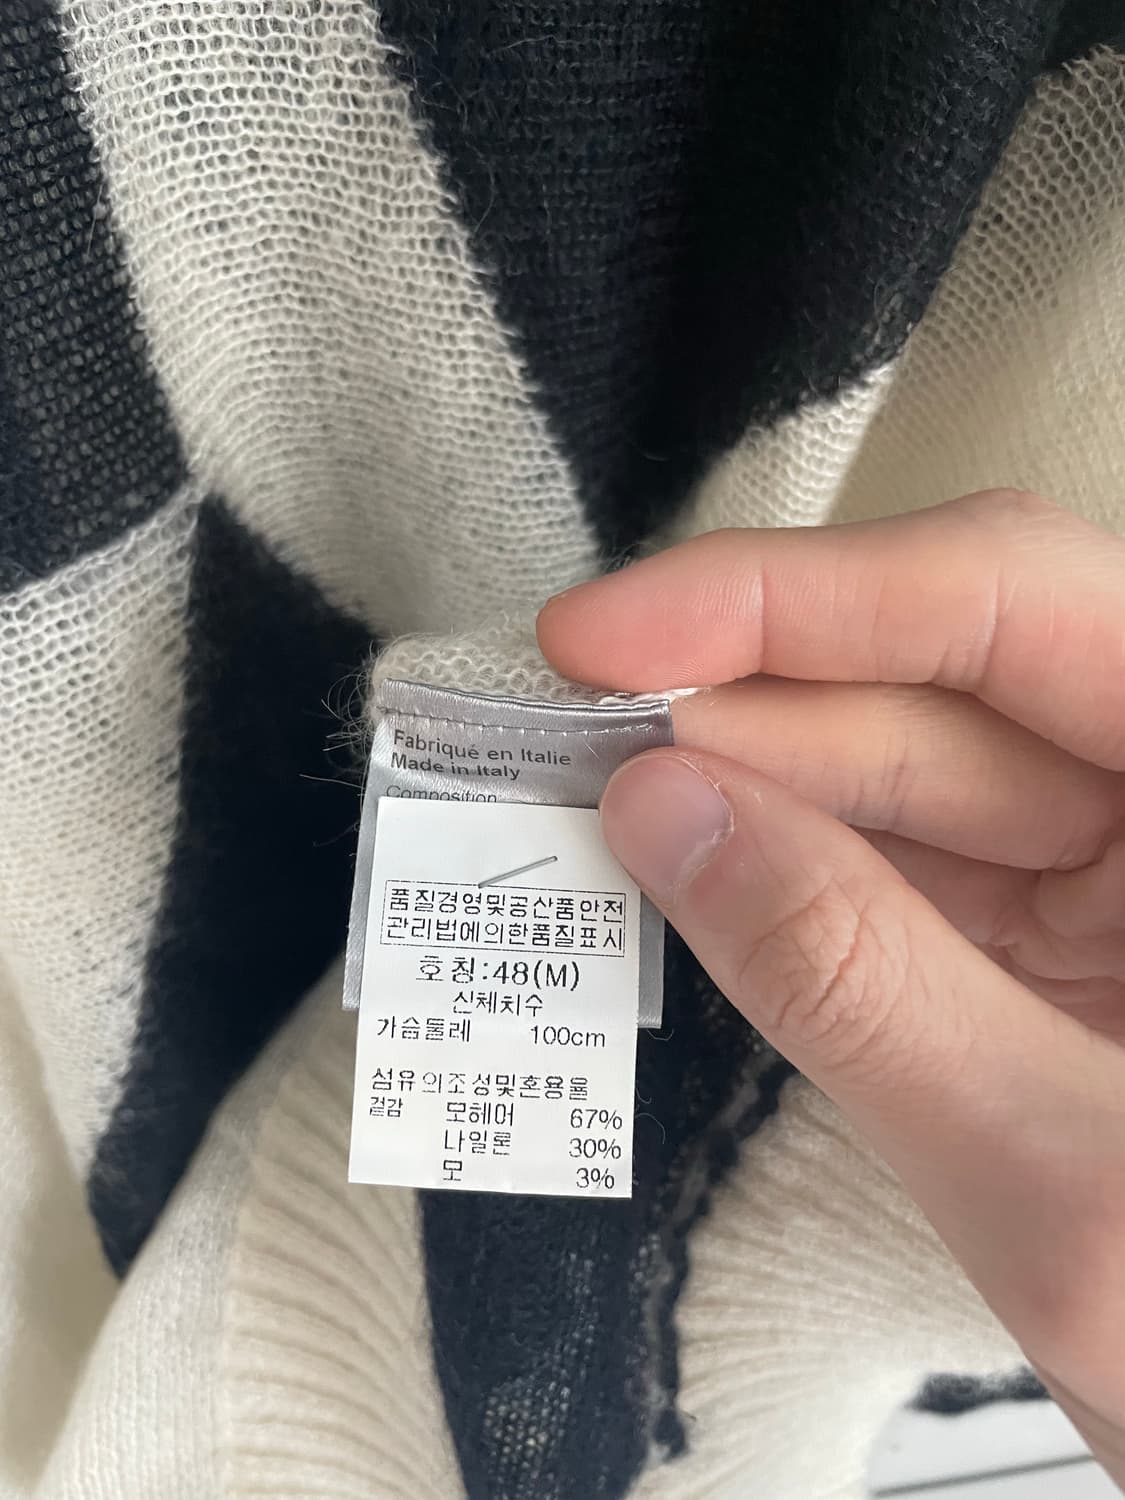 Fabriqué en Italie
Made in Italy
Composition
품질경영및공산품안전
관리법에의한품질표시
호칭:48(M)
신체치수
가슴둘레 100cm
섬유의조성및혼용율
겉감 모헤어 67%
나일론 30%
모 3%